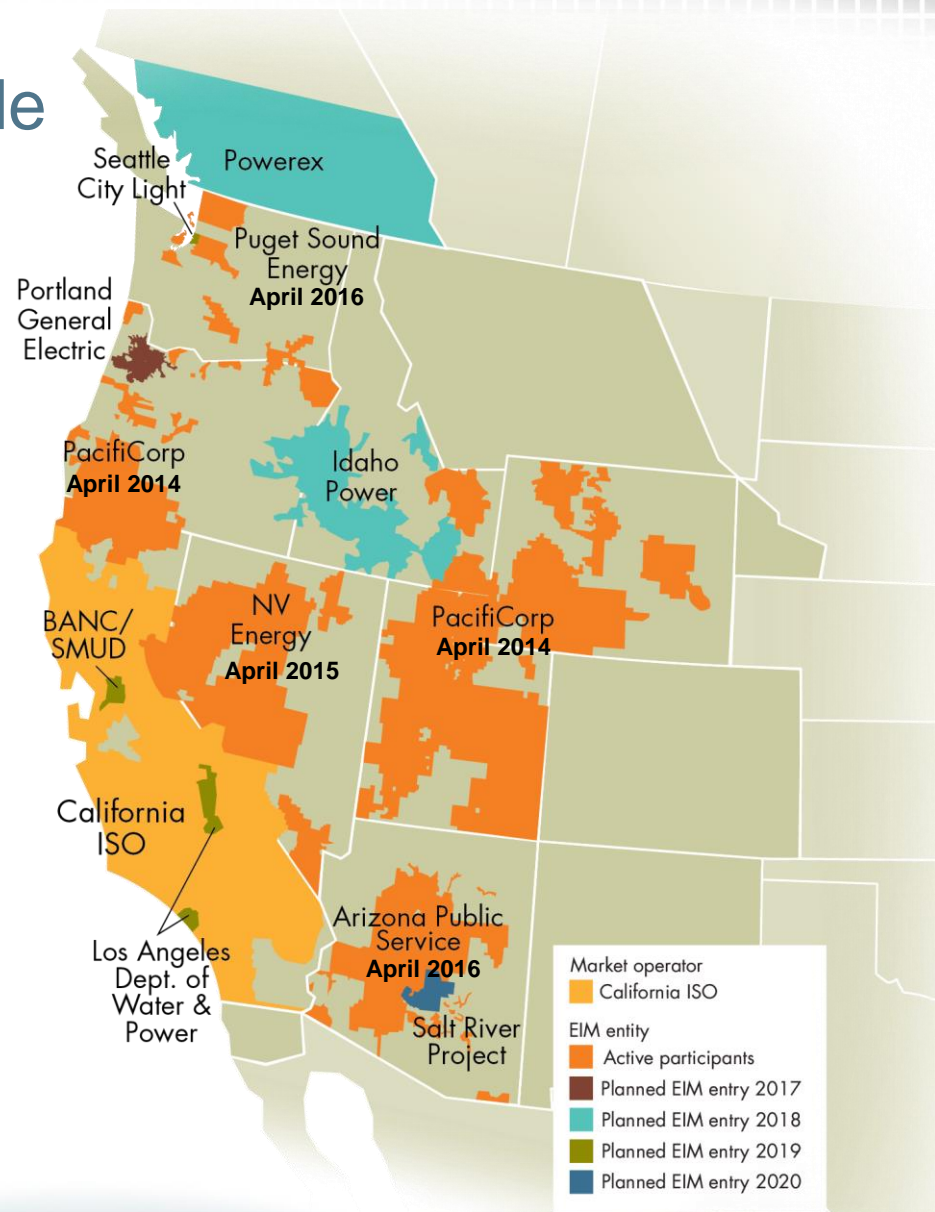 le
Seattle
City Light
Powerex
Puget Sound
Energy
April 2016
Portland
General
Electric
PacifiCorp
April 2014
Idaho
Power
BANC/
SMUD
NV
Energy
April 2015
PacifiCorp
April 2014
California
ISO
Los Angeles
Dept. of
Water &
Power
Arizona Public
Service
April 2016
Salt River
Project
Market operator
California ISO
EIM entity
Active participants
Planned EIM entry 2017
Planned EIM entry 2018
Planned EIM entry 2019
Planned EIM entry 2020